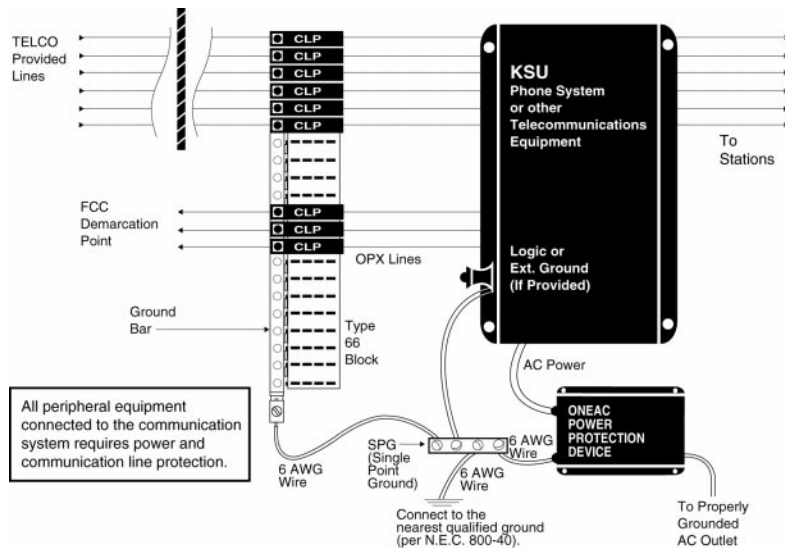 TELCO
Provided
Lines
CLP
CLP
CLP
CLP
CLP
CLP
KSU
Phone System
or other
Telecommunications
Equipment
To
Stations
FCC
Demarcation
Point
CLP
CLP
CLP
OPX Lines
Logic or
Ext. Ground
(If Provided)
Ground
Bar
Type
66
Block
AC Power
All peripheral equipment
connected to the communication
system requires power and
communication line protection.
ONEAC
POWER
PROTECTION
DEVICE
SPG
(Single
Point
Ground)
6 AWG
Wire
6 AWG
Wire
6 AWG
Wire
Connect to the
nearest qualified ground
(per N.E.C. 800-40).
To Properly
Grounded
AC Outlet